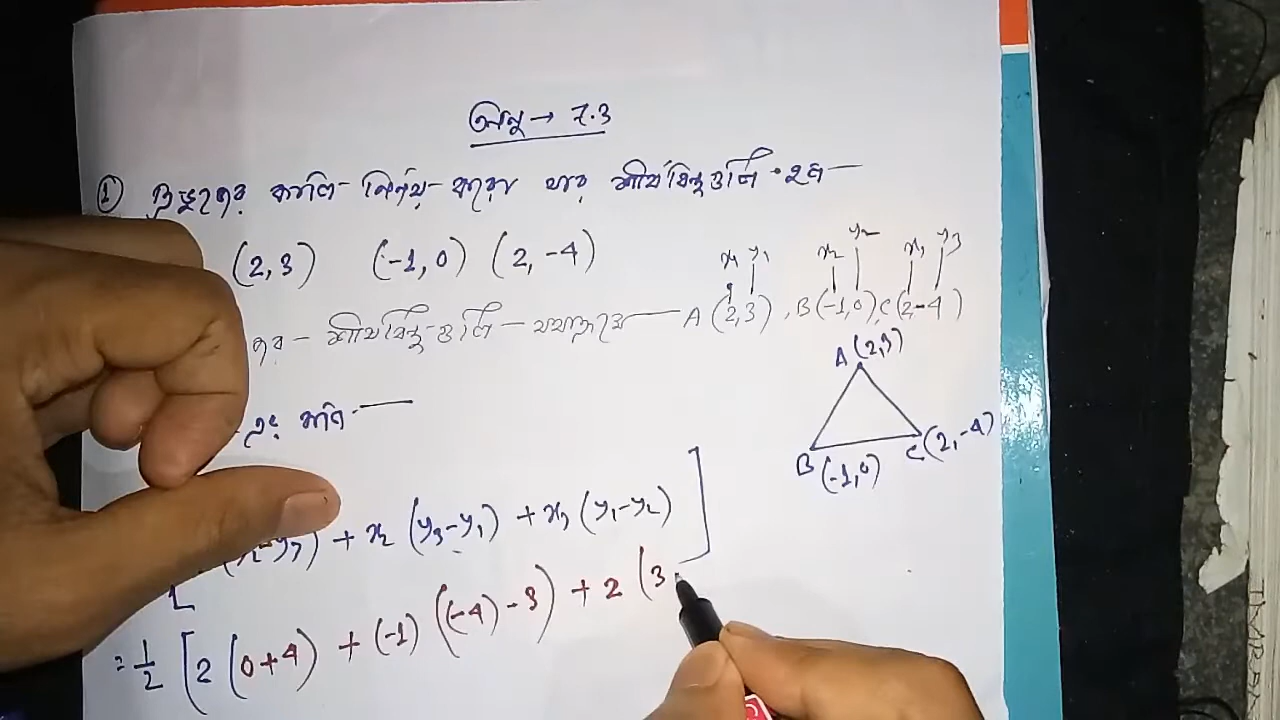 অনু → 7.3
① ত্রিভুজের কালি নিৰ্ণয় কৰা যাৰ শীৰ্ষবিন্দুগুলি হল —
(2,3) (-1,0) (2,-4)
শীৰ্ষবিন্দুগুলি — যথাক্রমে — A (2,3), B(-1,0), C(2,-4)
x₁ y₁ x₂ y₂ x₃ y₃
A (2,3)
B (-1,0)
C (2,-4)
+ x₂ (y₃-y₁) + x₃ (y₁-y₂) ]
= 1/2 [ 2 (0+4) + (-1) ((-4) - 3) + 2 (3